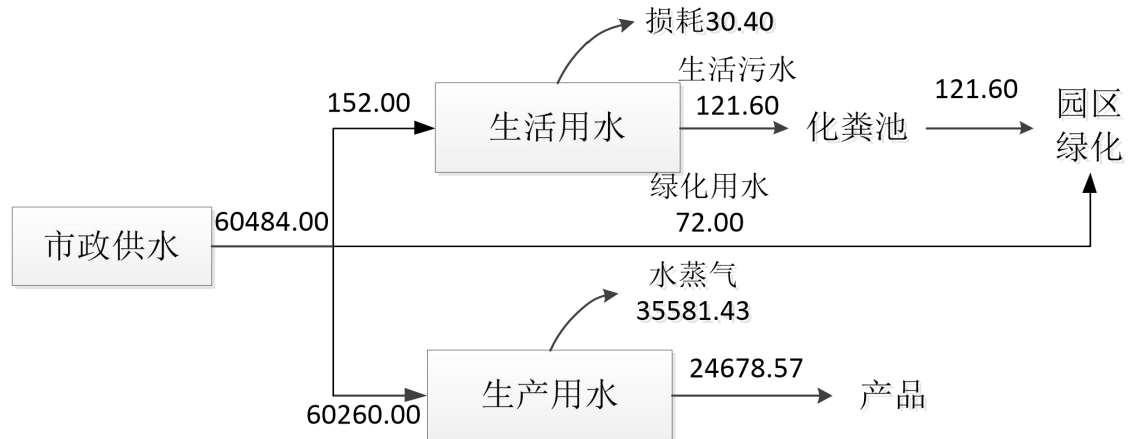 损耗30.40
生活污水
152.00
生活用水
121.60
化粪池
121.60
园区
绿化
绿化用水
市政供水
60484.00
72.00
水蒸气
35581.43
60260.00
生产用水
24678.57
产品